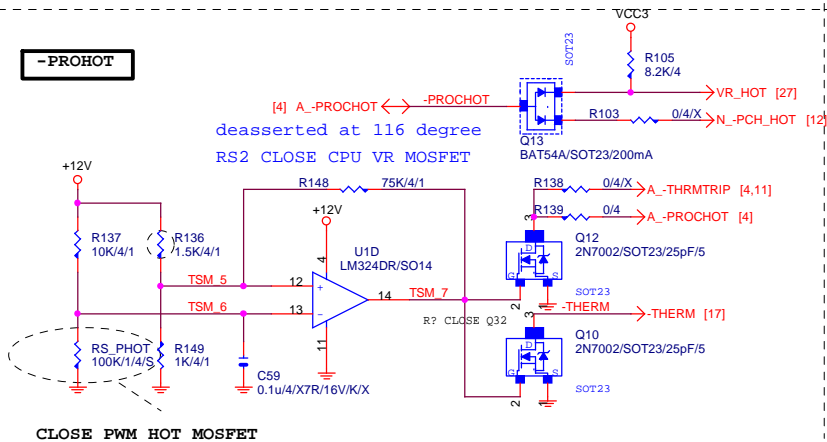 VCC3
-PROHOT
SOT23
R105
8.2K/4
[4] A_-PROCHOT
-PROCHOT
VR_HOT [27]
R103
0/4/X
N_-PCH_HOT [12]
deasserted at 116 degree
Q13
BAT54A/SOT23/200mA
RS2 CLOSE CPU VR MOSFET
+12V
R148
75K/4/1
R138
0/4/X
A_-THRMTRIP [4,11]
+12V
R139
0/4
A_-PROCHOT [4]
R137
10K/4/1
R136
1.5K/4/1
U1D
LM324DR/SO14
3
D
G
S
2
Q12
2N7002/SOT23/25pF/5
SOT23
4
TSM_5
12
+
14
TSM_7
TSM_6
13
-
11
R? CLOSE Q32
3
-THERM
-THERM [17]
D
G
S
2
Q10
2N7002/SOT23/25pF/5
SOT23
RS_PHOT
100K/1/4/S
R149
1K/4/1
C59
0.1u/4/X7R/16V/K/X
CLOSE PWM HOT MOSFET